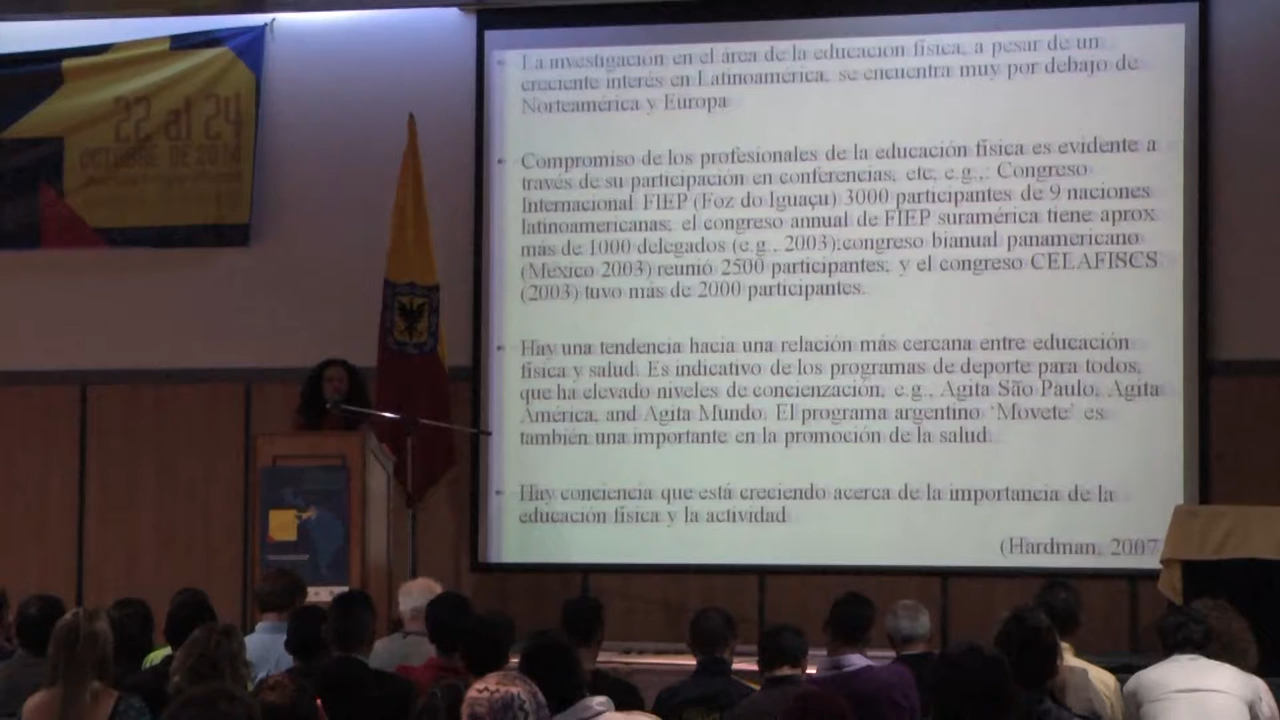 22 al 24
OCTUBRE DE 2014
La investigación en el área de la educación física, a pesar de un
creciente interés en Latinoamérica, se encuentra muy por debajo de
Norteamérica y Europa
Compromiso de los profesionales de la educación física es evidente a
través de su participación en conferencias, etc, e.g.,: Congreso
Internacional FIEP (Foz do Iguaçu) 3000 participantes de 9 naciones
latinoamericanas; el congreso annual de FIEP suramérica tiene aprox
más de 1000 delegados (e.g., 2003);congreso bianual panamericano
(Mexico 2003) reunió 2500 participantes; y el congreso CELAFISCS
(2003) tuvo más de 2000 participantes.
Hay una tendencia hacia una relación más cercana entre educación
física y salud. Es indicativo de los programas de deporte para todos,
que ha elevado niveles de concienzación, e.g., Agita São Paulo, Agita
América, and Agita Mundo. El programa argentino ‘Movete’ es
también una importante en la promoción de la salud.
Hay conciencia que está creciendo acerca de la importancia de la
educación física y la actividad
(Hardman, 2007